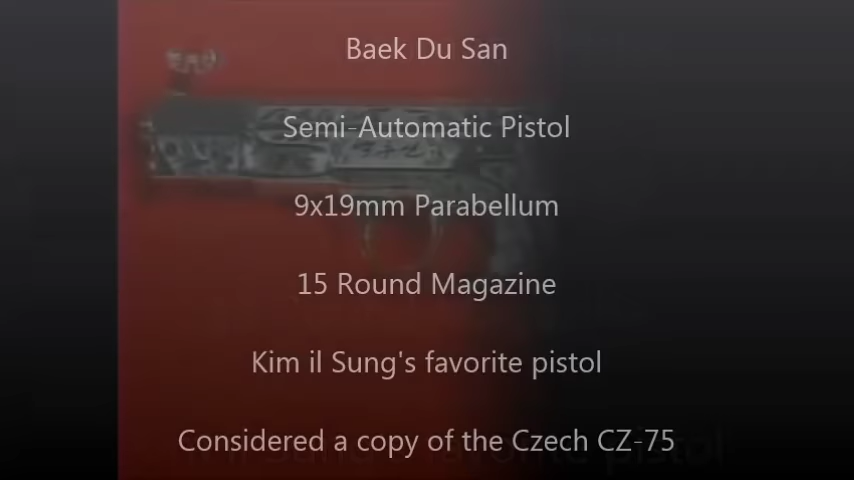 Baek Du San
Semi-Automatic Pistol
9x19mm Parabellum
15 Round Magazine
Kim il Sung's favorite pistol
Considered a copy of the Czech CZ-75